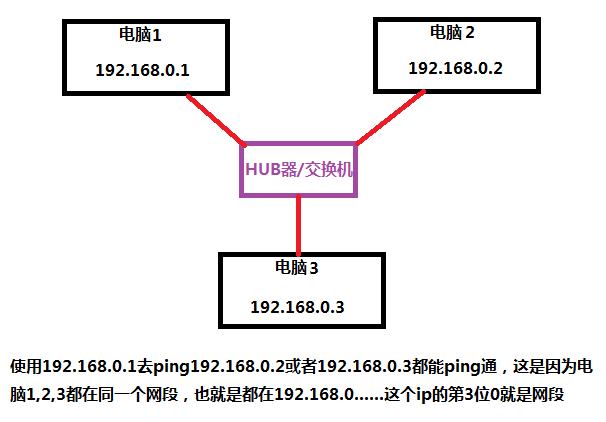 电脑1
192.168.0.1
电脑2
192.168.0.2
HUB器/交换机
电脑3
192.168.0.3
使用192.168.0.1去ping192.168.0.2或者192.168.0.3都能ping通，这是因为电
脑1,2,3都在同一个网段，也就是都在192.168.0......这个ip的第3位0就是网段